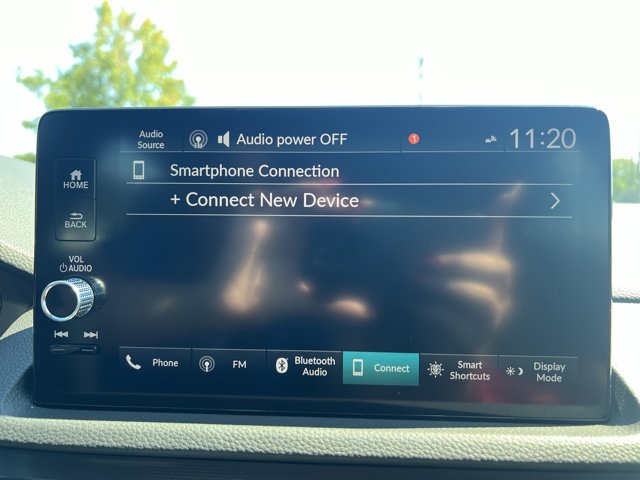 Audio
Source
Audio power OFF
1
11:20
HOME
BACK
VOL
AUDIO
Smartphone Connection
+ Connect New Device
Phone
FM
Bluetooth
Audio
Connect
Smart
Shortcuts
Display
Mode